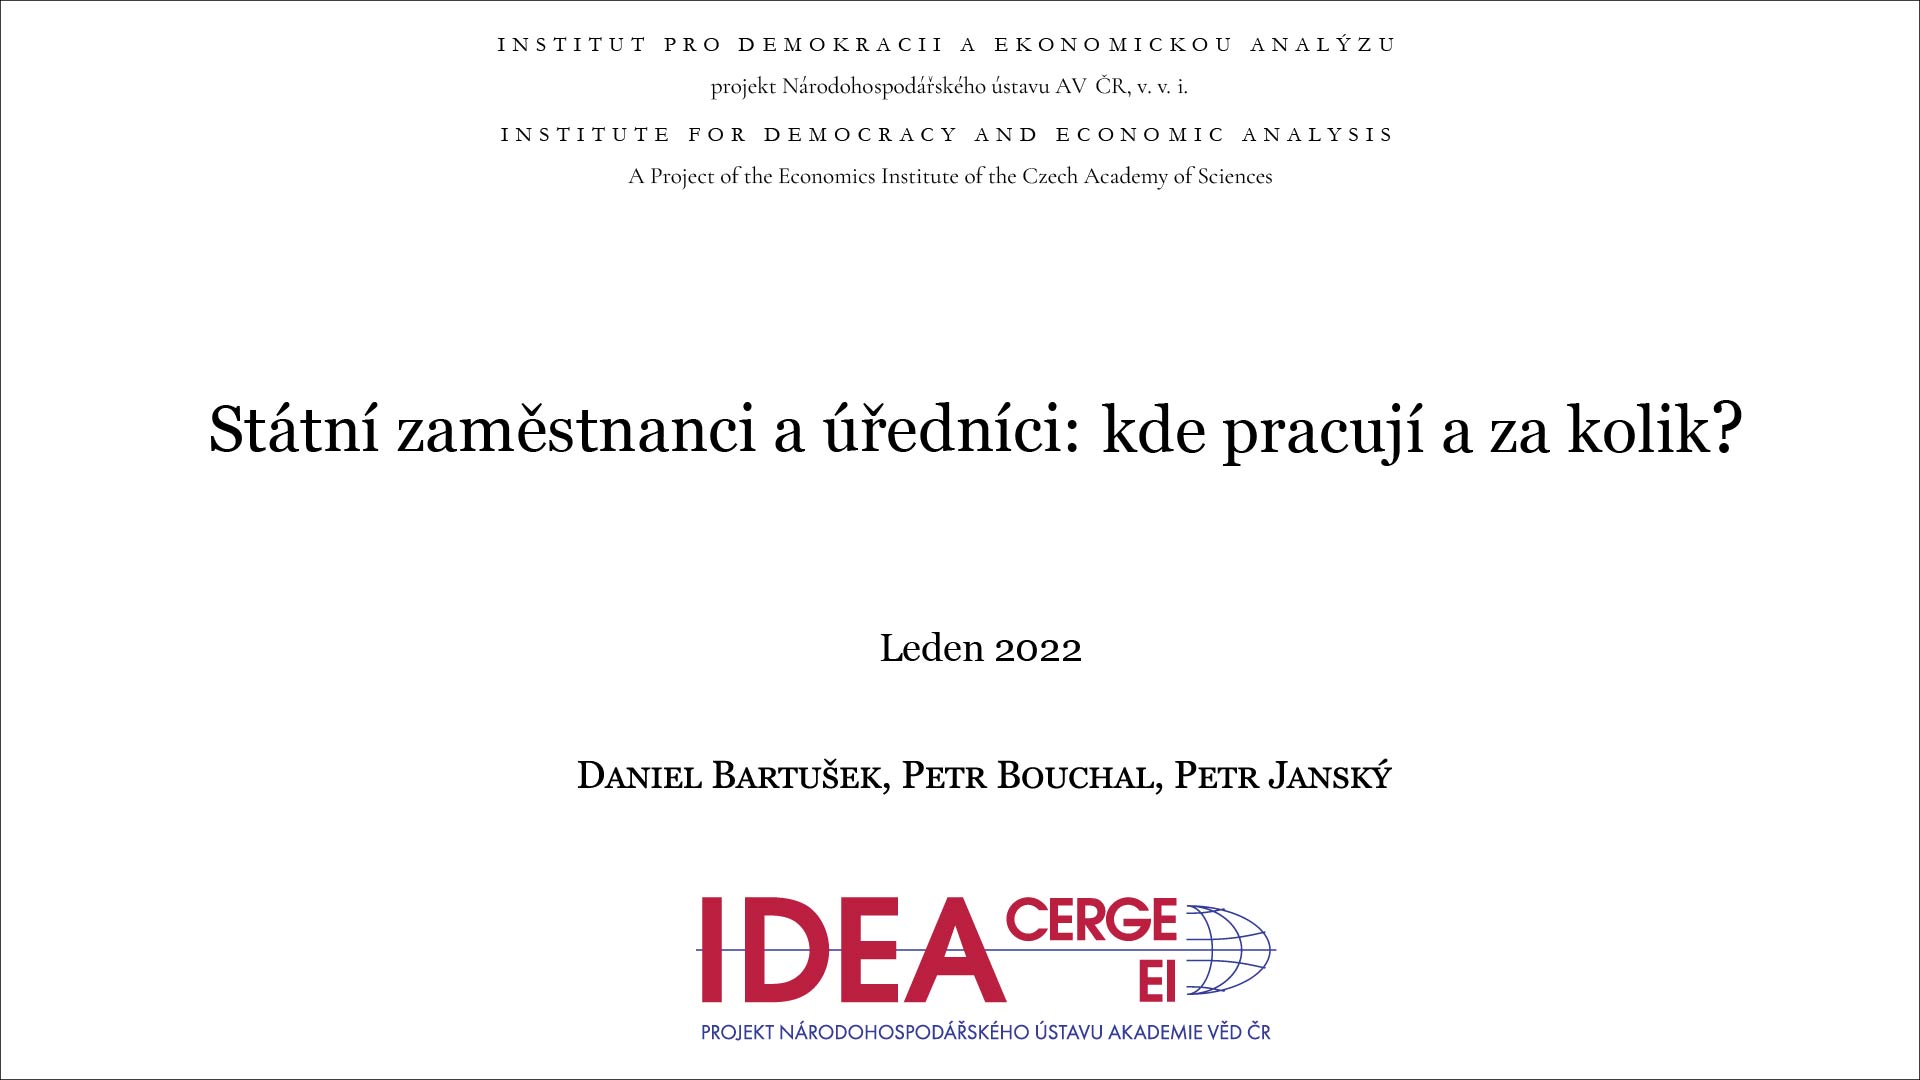 INSTITUT PRO DEMOKRACII A EKONOMICKOU ANALÝZU
projekt Národohospodářského ústavu AV ČR, v. v. i.
INSTITUTE FOR DEMOCRACY AND ECONOMIC ANALYSIS
A Project of the Economics Institute of the Czech Academy of Sciences
Státní zaměstnanci a úředníci: kde pracují a za kolik?
Leden 2022
DANIEL BARTUŠEK, PETR BOUCHAL, PETR JANSKÝ
IDEA CERGE
EI
PROJEKT NÁRODOHOSPODÁŘSKÉHO ÚSTAVU AKADEMIE VĚD ČR